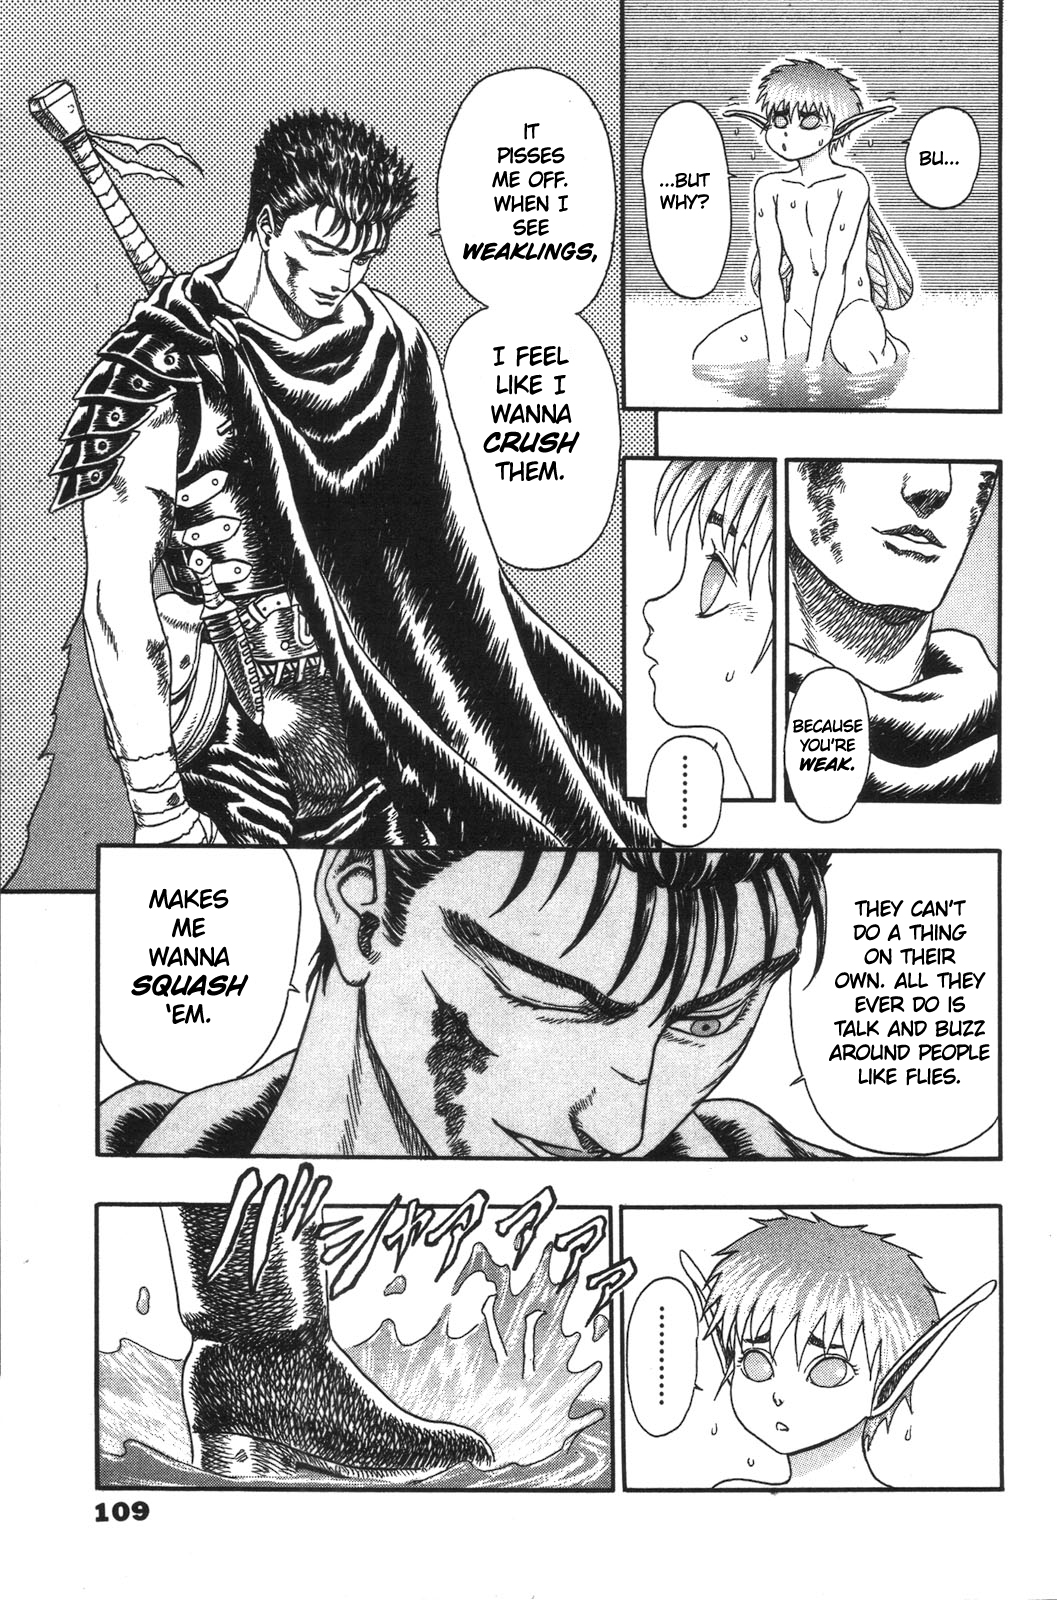 BU...
...BUT
WHY?
BECAUSE
YOU'RE
WEAK.
........
IT
PISSES
ME OFF.
WHEN I
SEE
WEAKLINGS,
I FEEL
LIKE I
WANNA
CRUSH
THEM.
THEY CAN'T
DO A THING
ON THEIR
OWN. ALL THEY
EVER DO IS
TALK AND BUZZ
AROUND PEOPLE
LIKE FLIES.
MAKES
ME
WANNA
SQUASH
'EM.
.........
バシャアアアア
109